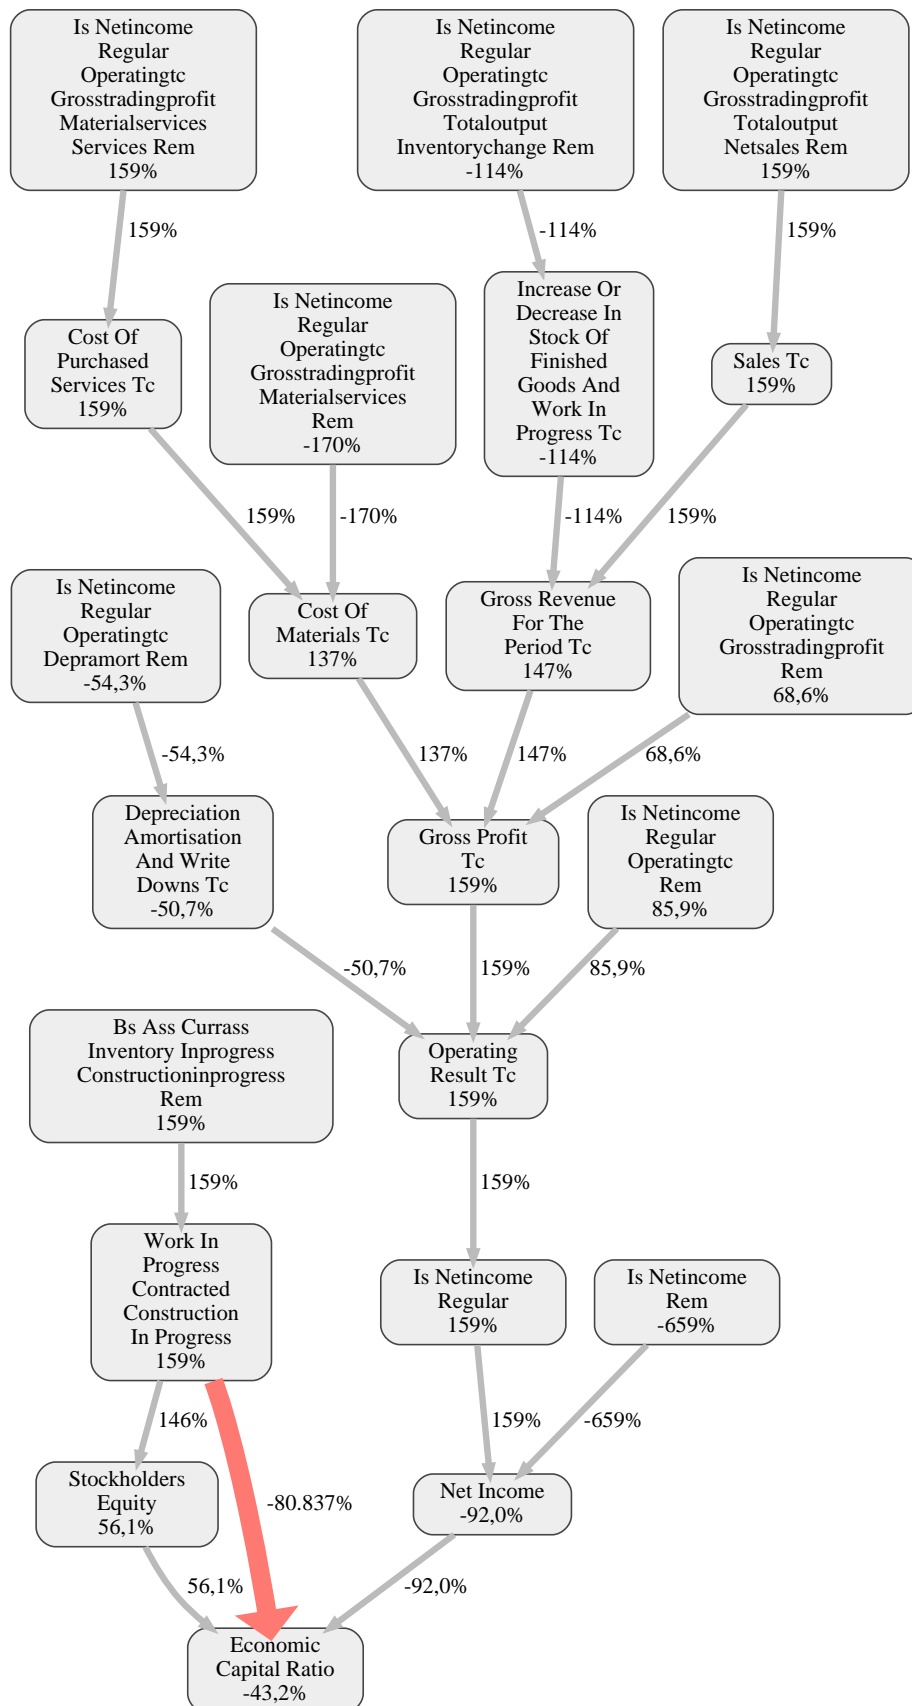 Is Netincome
Regular
Operatingtc
Grosstradingprofit
Materialservices
Services Rem
159%
Is Netincome
Regular
Operatingtc
Grosstradingprofit
Totaloutput
Inventorychange Rem
-114%
Is Netincome
Regular
Operatingtc
Grosstradingprofit
Totaloutput
Netsales Rem
159%
159%
-114%
159%
Cost Of
Purchased
Services Tc
159%
Is Netincome
Regular
Operatingtc
Grosstradingprofit
Materialservices
Rem
-170%
Increase Or
Decrease In
Stock Of
Finished
Goods And
Work In
Progress Tc
-114%
Sales Tc
159%
159%
-170%
-114%
159%
Is Netincome
Regular
Operatingtc
Depramort Rem
-54,3%
Cost Of
Materials Tc
137%
Gross Revenue
For The
Period Tc
147%
Is Netincome
Regular
Operatingtc
Grosstradingprofit
Rem
68,6%
-54,3%
137%
147%
68,6%
Depreciation
Amortisation
And Write
Downs Tc
-50,7%
Gross Profit
Tc
159%
Is Netincome
Regular
Operatingtc
Rem
85,9%
-50,7%
159%
85,9%
Bs Ass Currass
Inventory Inprogress
Constructioninprogress
Rem
159%
Operating
Result Tc
159%
159%
159%
Work In
Progress
Contracted
Construction
In Progress
159%
Is Netincome
Regular
159%
Is Netincome
Rem
-659%
146%
-80.837%
159%
-659%
Stockholders
Equity
56,1%
Net Income
-92,0%
56,1%
-92,0%
Economic
Capital Ratio
-43,2%